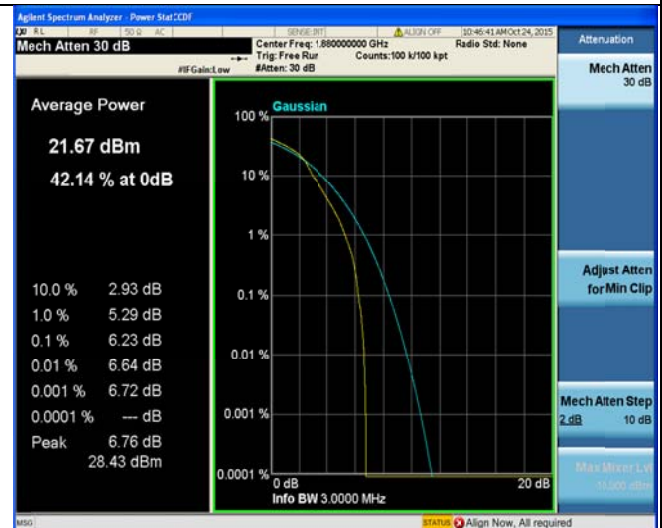 Agilent Spectrum Analyzer - Power Stat CCDF
RL RF 50 Ω AC SENSE:INT ALIGN OFF 10:46:41 AM Oct 24, 2015
Mech Atten 30 dB
Center Freq: 1.880000000 GHz
Radio Std: None
Trig: Free Run
Counts:100 k/100 kpt
#IFGain:Low
#Atten: 30 dB
Attenuation
Mech Atten
30 dB
Average Power
21.67 dBm
42.14 % at 0dB
10.0 % 2.93 dB
1.0 % 5.29 dB
0.1 % 6.23 dB
0.01 % 6.64 dB
0.001 % 6.72 dB
0.0001 % --- dB
Peak 6.76 dB
28.43 dBm
Gaussian
100 %
10 %
1 %
0.1 %
0.01 %
0.001 %
0.0001 %
0 dB
20 dB
Info BW 3.0000 MHz
Adjust Atten
for Min Clip
Mech Atten Step
2 dB 10 dB
Max Mixer Lvl
MSG
STATUS Align Now, All required